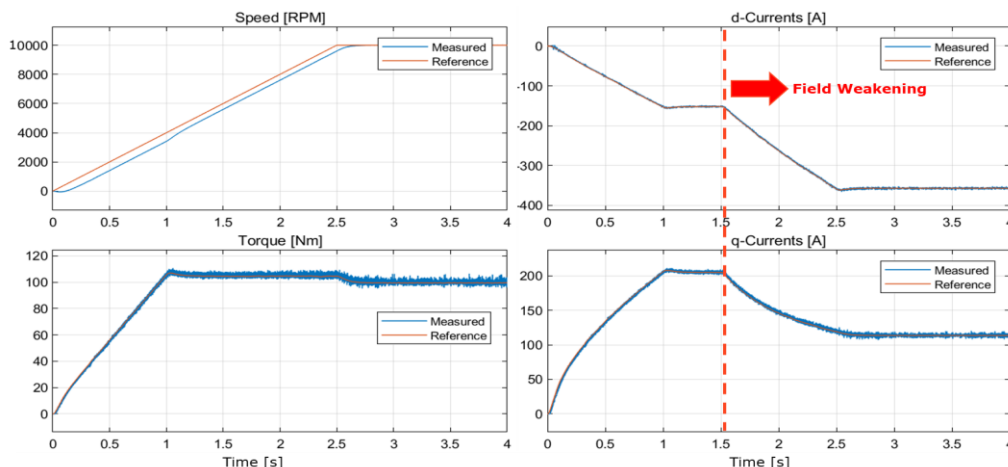 Speed [RPM]
10000
8000
6000
4000
2000
0
0 0.5 1 1.5 2 2.5 3 3.5 4
Measured
Reference
d-Currents [A]
0
-100
-200
-300
-400
0 0.5 1 1.5 2 2.5 3 3.5 4
Measured
Reference
Field Weakening
Torque [Nm]
120
100
80
60
40
20
0
0 0.5 1 1.5 2 2.5 3 3.5 4
Measured
Reference
Time [s]
q-Currents [A]
200
150
100
50
0
0 0.5 1 1.5 2 2.5 3 3.5 4
Measured
Reference
Time [s]